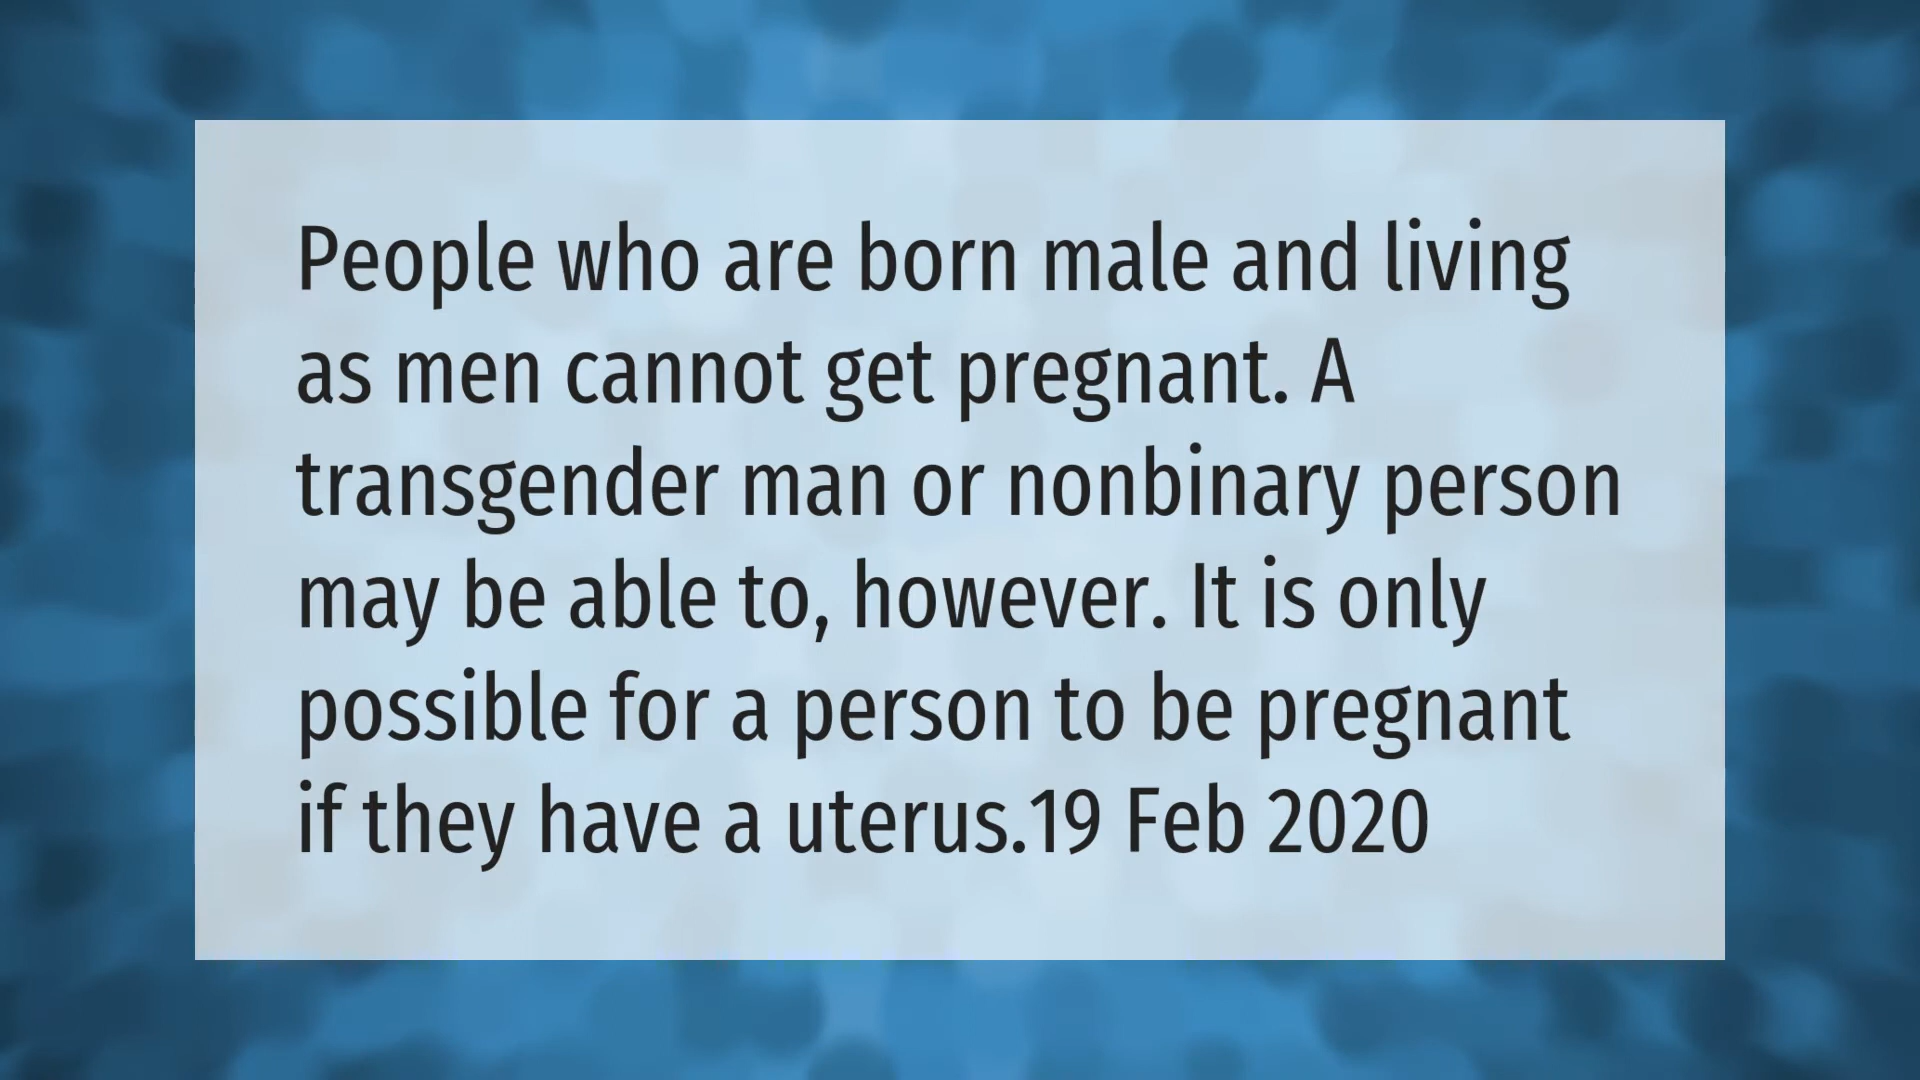 People who are born male and living
as men cannot get pregnant. A
transgender man or nonbinary person
may be able to, however. It is only
possible for a person to be pregnant
if they have a uterus.19 Feb 2020